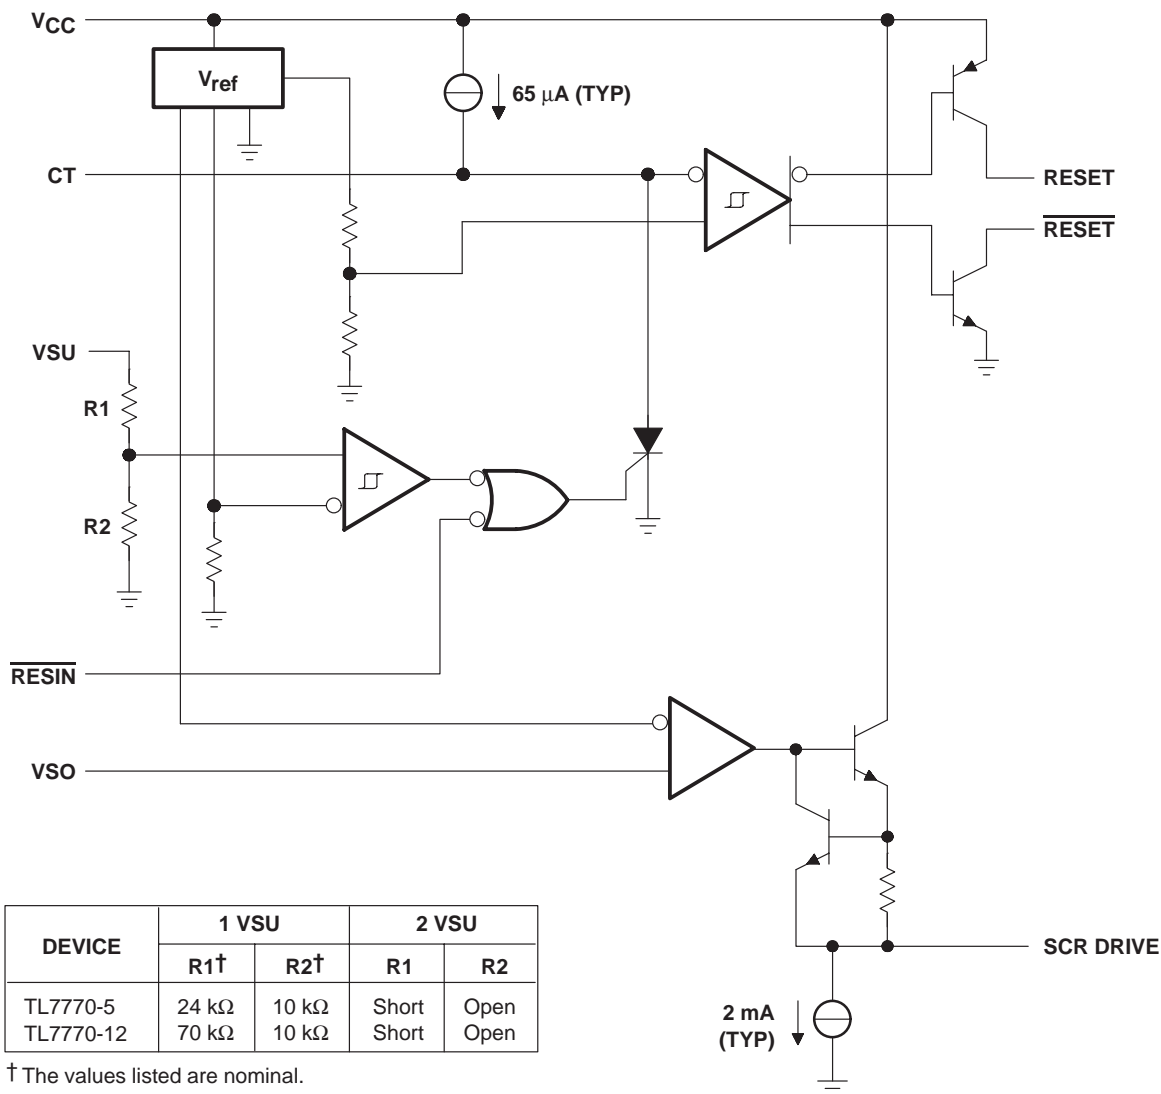 VCC
Vref
65 μA (TYP)
CT
RESET
RESET
VSU
R1
R2
RESIN
VSO
SCR DRIVE
2 mA
(TYP)
DEVICE 1 VSU 2 VSU
R1† R2† R1 R2
TL7770-5 24 kΩ 10 kΩ Short Open
TL7770-12 70 kΩ 10 kΩ Short Open
† The values listed are nominal.